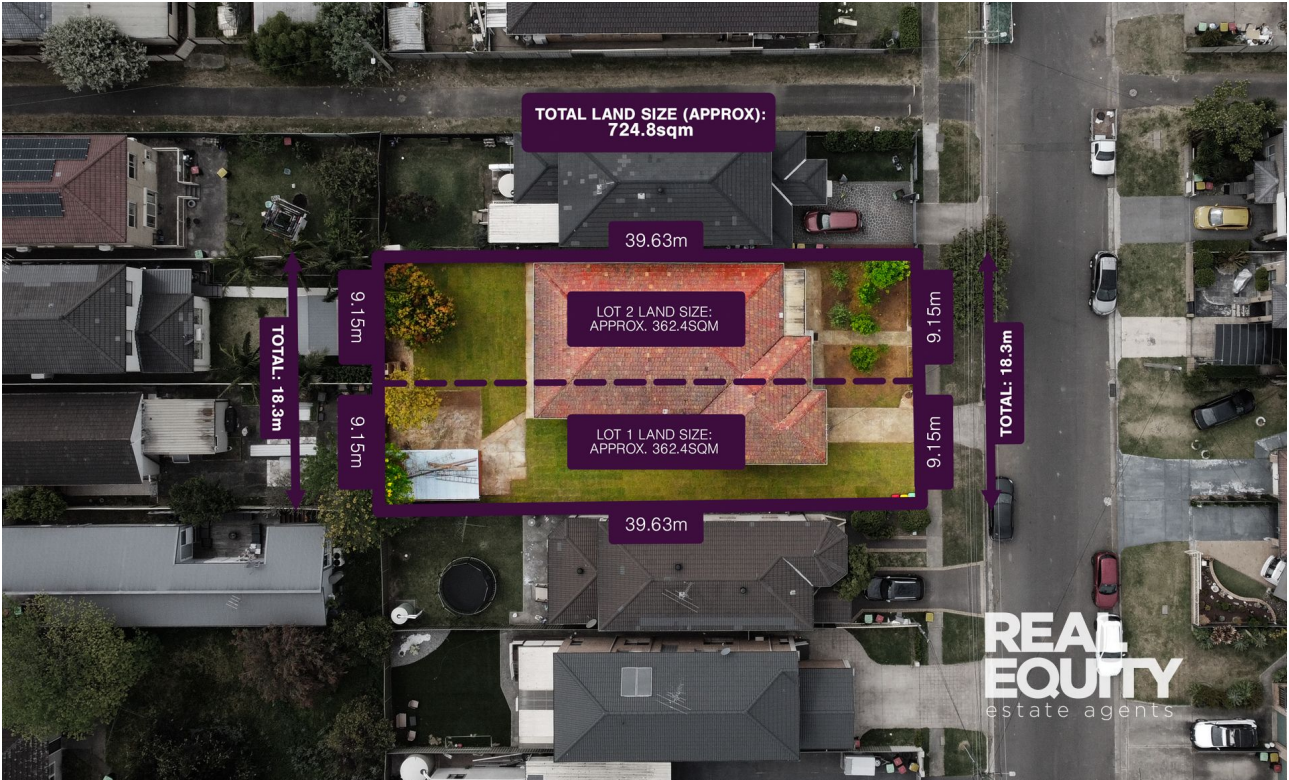 TOTAL LAND SIZE (APPROX):
724.8sqm
39.63m
9.15m
LOT 2 LAND SIZE:
APPROX. 362.4SQM
9.15m
TOTAL: 18.3m
TOTAL: 18.3m
9.15m
LOT 1 LAND SIZE:
APPROX. 362.4SQM
9.15m
39.63m
REAL
EQUITY
estate agents